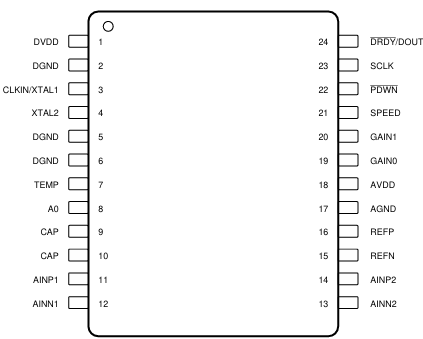 DVDD 1 24 DRDY/DOUT
DGND 2 23 SCLK
CLKIN/XTAL1 3 22 PDWN
XTAL2 4 21 SPEED
DGND 5 20 GAIN1
DGND 6 19 GAIN0
TEMP 7 18 AVDD
A0 8 17 AGND
CAP 9 16 REFP
CAP 10 15 REFN
AINP1 11 14 AINP2
AINN1 12 13 AINN2